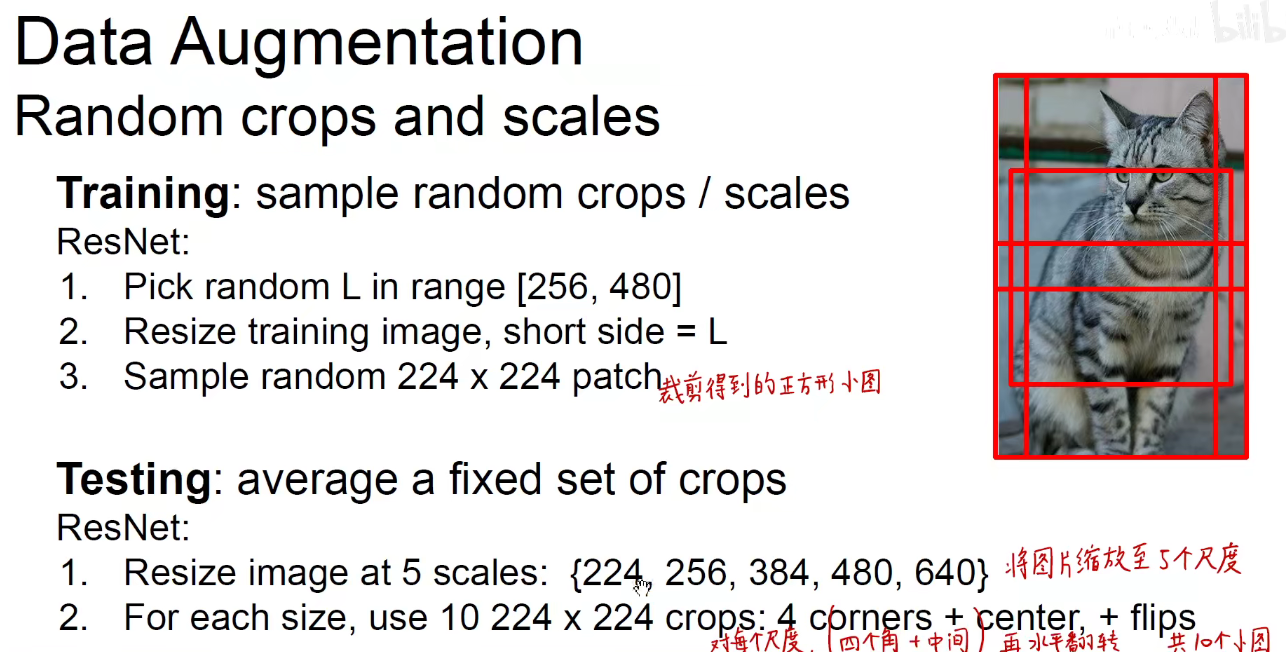 Data Augmentation
Random crops and scales
Training: sample random crops / scales
ResNet:
1. Pick random L in range [256, 480]
2. Resize training image, short side = L
3. Sample random 224 x 224 patch
裁剪得到的正方形小图
Testing: average a fixed set of crops
ResNet:
1. Resize image at 5 scales: {224, 256, 384, 480, 640}
将图片缩放至5个尺度
2. For each size, use 10 224 x 224 crops: 4 corners + center, + flips
对每个尺度, (四个角+中间) 再水平翻转 共10个小图